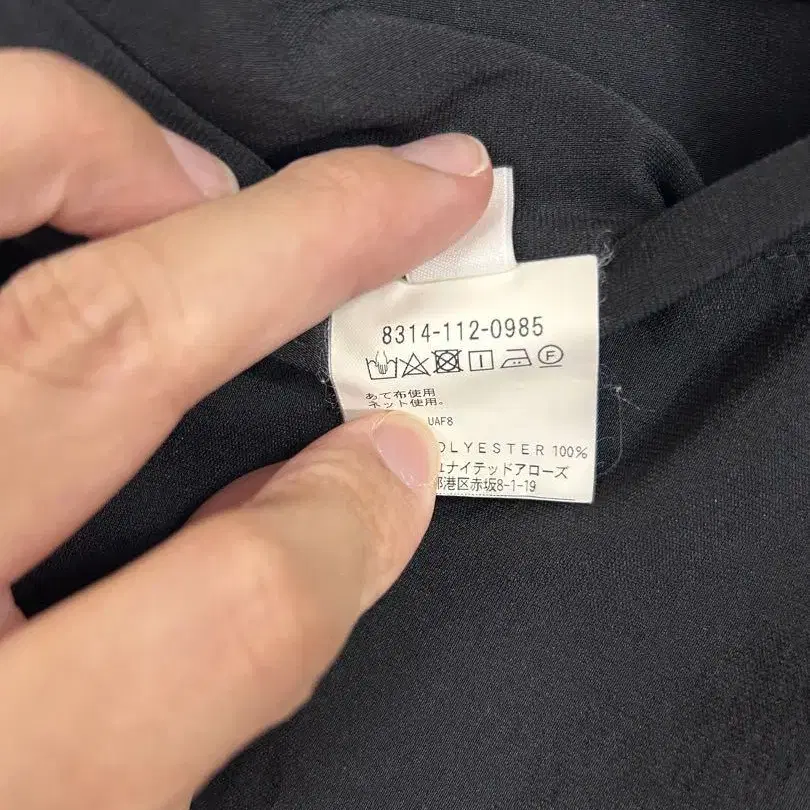 8314-112-0985
Ⓕ
あて布使用
ネット使用。
UAF8
OLYESTER 100%
ユナイテッドアローズ
港区赤坂8-1-19